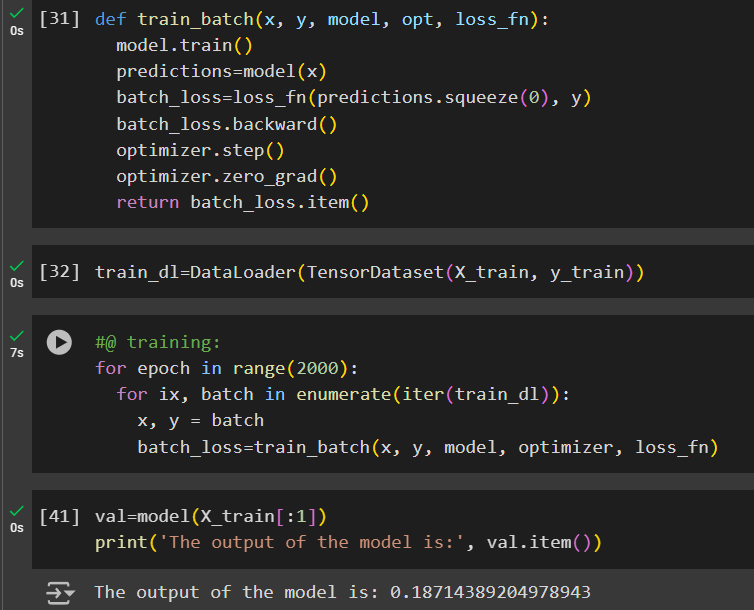 [31] def train_batch(x, y, model, opt, loss_fn):
0s
model.train()
predictions=model(x)
batch_loss=loss_fn(predictions.squeeze(0), y)
batch_loss.backward()
optimizer.step()
optimizer.zero_grad()
return batch_loss.item()
[32] train_dl=DataLoader(TensorDataset(X_train, y_train))
0s
#@ training:
7s
for epoch in range(2000):
for ix, batch in enumerate(iter(train_dl)):
x, y = batch
batch_loss=train_batch(x, y, model, optimizer, loss_fn)
[41] val=model(X_train[:1])
0s
print('The output of the model is:', val.item())
The output of the model is: 0.18714389204978943